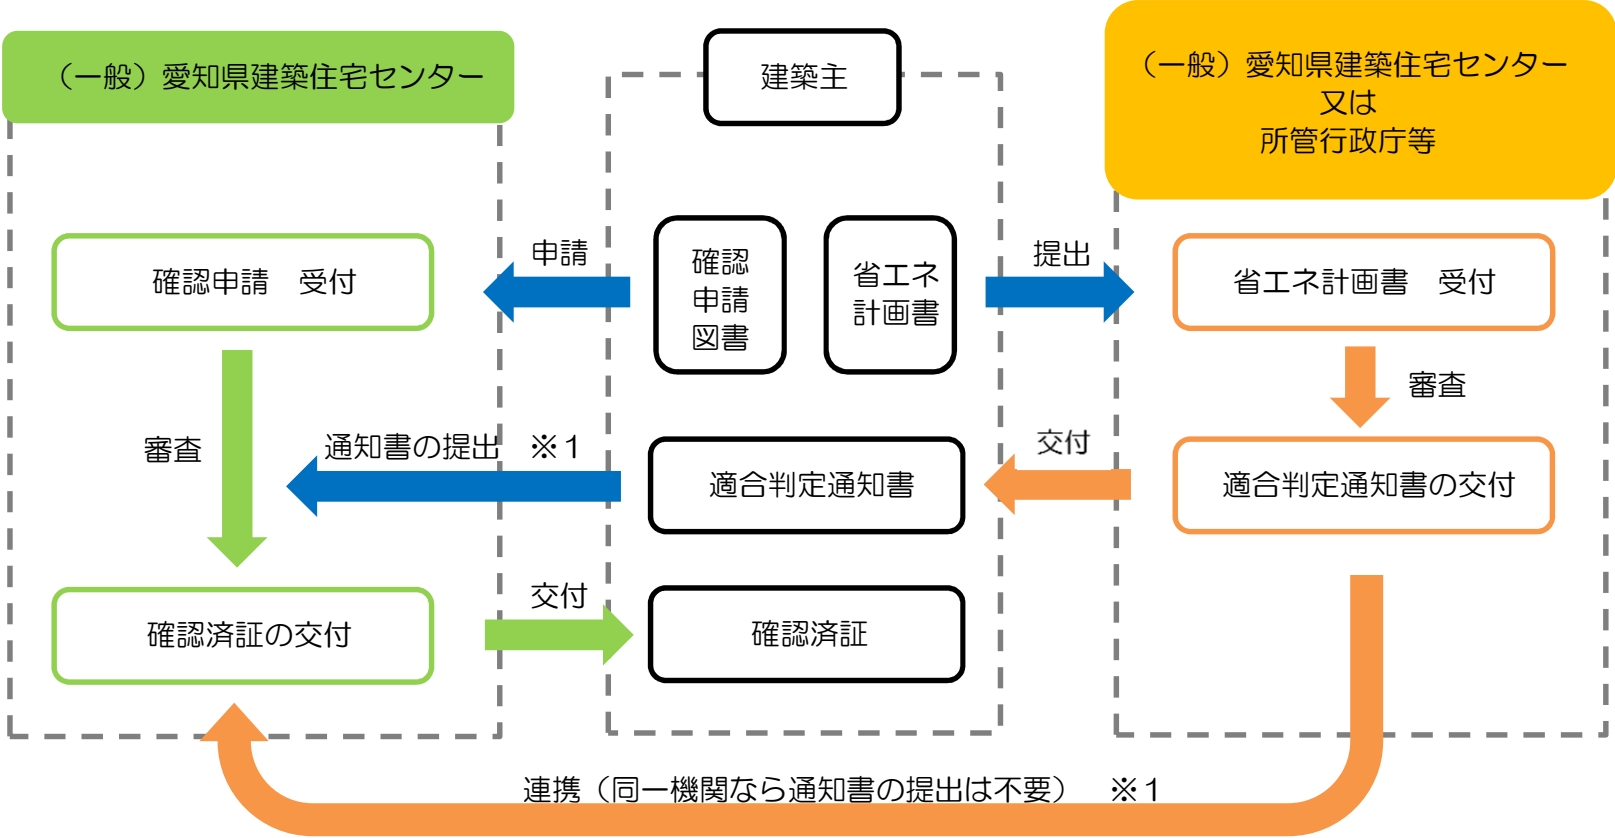 （一般）愛知県建築住宅センター
建築主
（一般）愛知県建築住宅センター
又は
所管行政庁等
確認申請　受付
申請
確認
申請
図書
省エネ
計画書
提出
省エネ計画書　受付
審査
審査
通知書の提出　※１
適合判定通知書
交付
適合判定通知書の交付
確認済証の交付
交付
確認済証
連携（同一機関なら通知書の提出は不要）　※１